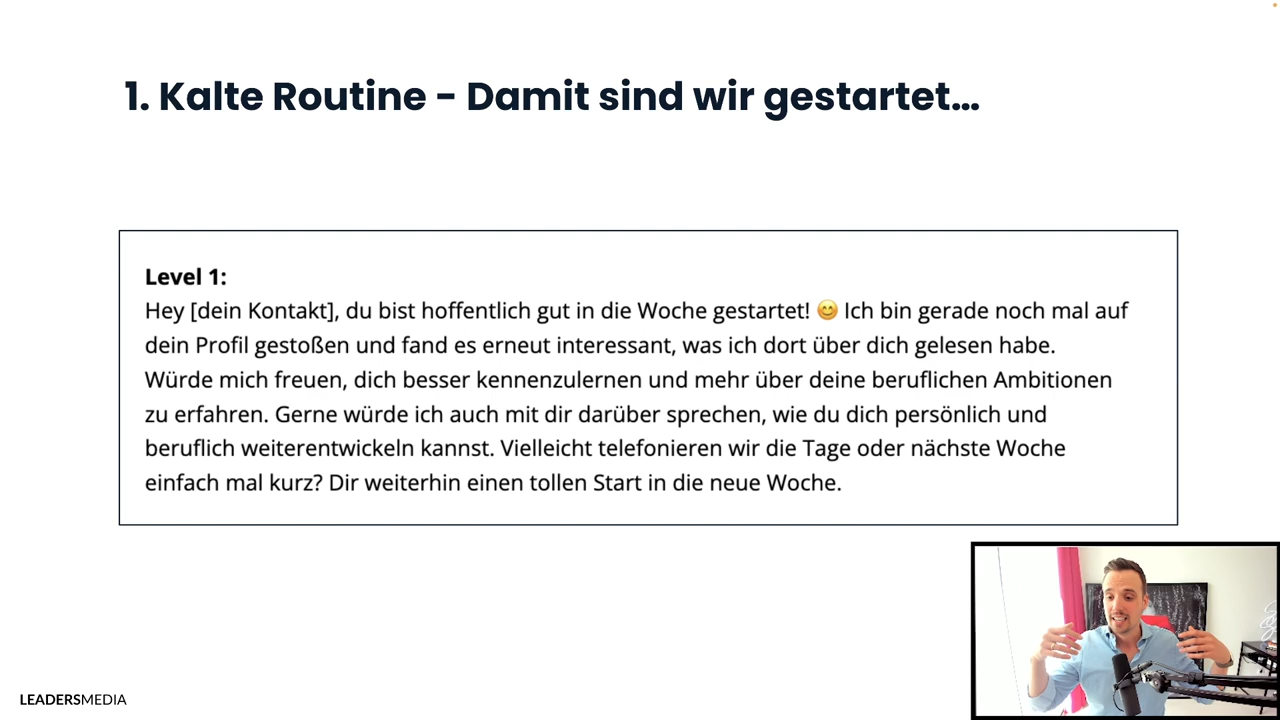 1. Kalte Routine - Damit sind wir gestartet...
Level 1:
Hey [dein Kontakt], du bist hoffentlich gut in die Woche gestartet! 😊 Ich bin gerade noch mal auf
dein Profil gestoßen und fand es erneut interessant, was ich dort über dich gelesen habe.
Würde mich freuen, dich besser kennenzulernen und mehr über deine beruflichen Ambitionen
zu erfahren. Gerne würde ich auch mit dir darüber sprechen, wie du dich persönlich und
beruflich weiterentwickeln kannst. Vielleicht telefonieren wir die Tage oder nächste Woche
einfach mal kurz? Dir weiterhin einen tollen Start in die neue Woche.
LEADERSMEDIA